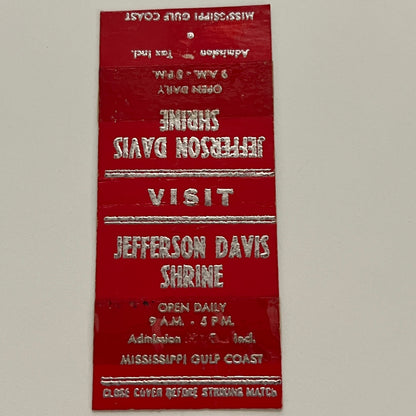 MISSISSIPPI GULF COAST
Admission Tax Incl.
9 A.M. - 5 P.M.
OPEN DAILY
JEFFERSON DAVIS
SHRINE
VISIT
JEFFERSON DAVIS
SHRINE
OPEN DAILY
9 A.M. - 5 P.M.
Admission Incl.
MISSISSIPPI GULF COAST
CLOSE COVER BEFORE STRIKING MATCH